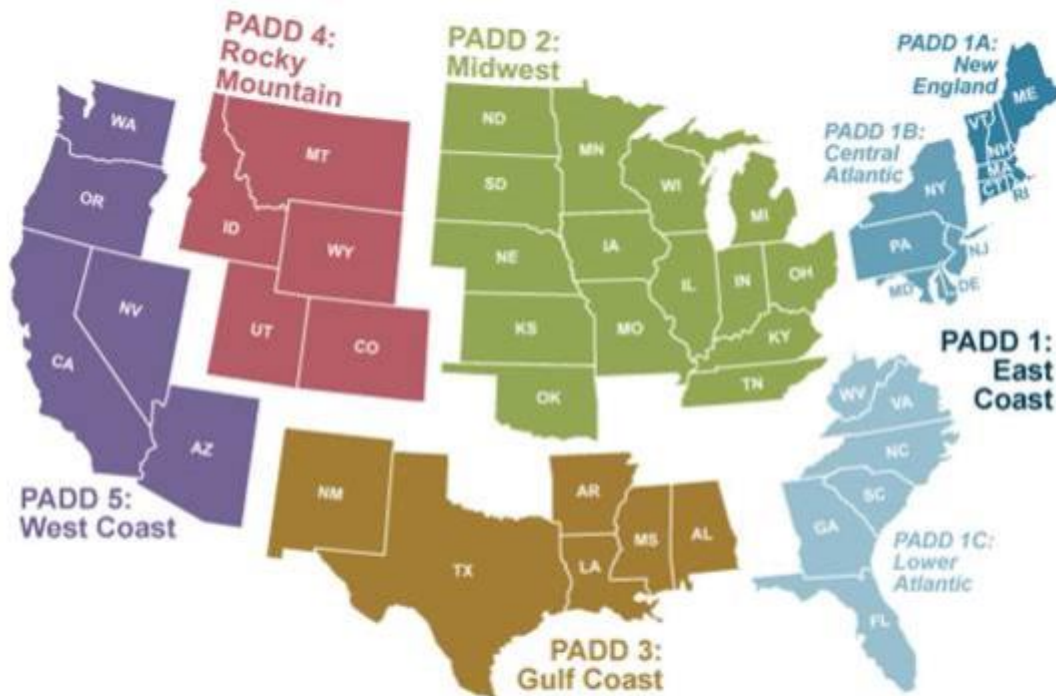 PADD 4:
Rocky
Mountain
PADD 2:
Midwest
PADD 1A:
New
England
PADD 1B:
Central
Atlantic
WA
OR
CA
NV
AZ
MT
ID
WY
UT
CO
ND
SD
NE
KS
OK
MN
IA
MO
WI
IL
MI
IN
OH
KY
TN
ME
VT
NH
MA
CT
RI
NY
PA
NJ
MD
DE
PADD 1:
East
Coast
WV
VA
NC
SC
GA
FL
PADD 1C:
Lower
Atlantic
PADD 5:
West Coast
NM
TX
AR
LA
MS
AL
PADD 3:
Gulf Coast